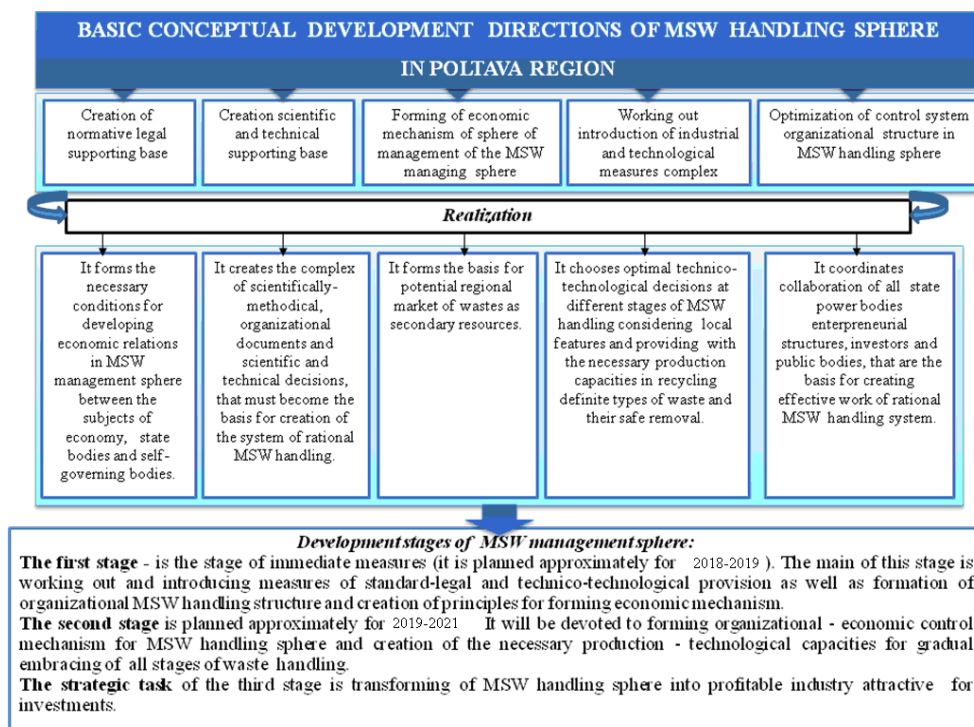 BASIC CONCEPTUAL DEVELOPMENT DIRECTIONS OF MSW HANDLING SPHERE
IN POLTAVA REGION
Creation of
normative legal
supporting base
Creation scientific
and technical
supporting base
Forming of economic
mechanism of sphere of
management of the MSW
managing sphere
Working out
introduction of industrial
and technological
measures complex
Optimization of control system
organizational structure in
MSW handling sphere
Realization
It forms the
necessary
conditions for
developing
economic relations
in MSW
management sphere
between the
subjects of
economy, state
bodies and self-
governing bodies.
It creates the complex
of scientifically-
methodical,
organizational
documents and
scientific and
technical decisions,
that must become the
basis for creation of
the system of rational
MSW handling.
It forms the basis for
potential regional
market of wastes as
secondary resources.
It chooses optimal technico-
technological decisions at
different stages of MSW
handling considering local
features and providing with
the necessary production
capacities in recycling
definite types of waste and
their safe removal.
It coordinates
collaboration of all state
power bodies
enterpreneurial
structures, investors and
public bodies, that are the
basis for creating
effective work of rational
MSW handling system.
Development stages of MSW management sphere:
The first stage - is the stage of immediate measures (it is planned approximately for 2018-2019 ). The main of this stage is
working out and introducing measures of standard-legal and technico-technological provision as well as formation of
organizational MSW handling structure and creation of principles for forming economic mechanism.
The second stage is planned approximately for 2019-2021 It will be devoted to forming organizational - economic control
mechanism for MSW handling sphere and creation of the necessary production - technological capacities for gradual
embracing of all stages of waste handling.
The strategic task of the third stage is transforming of MSW handling sphere into profitable industry attractive for
investments.